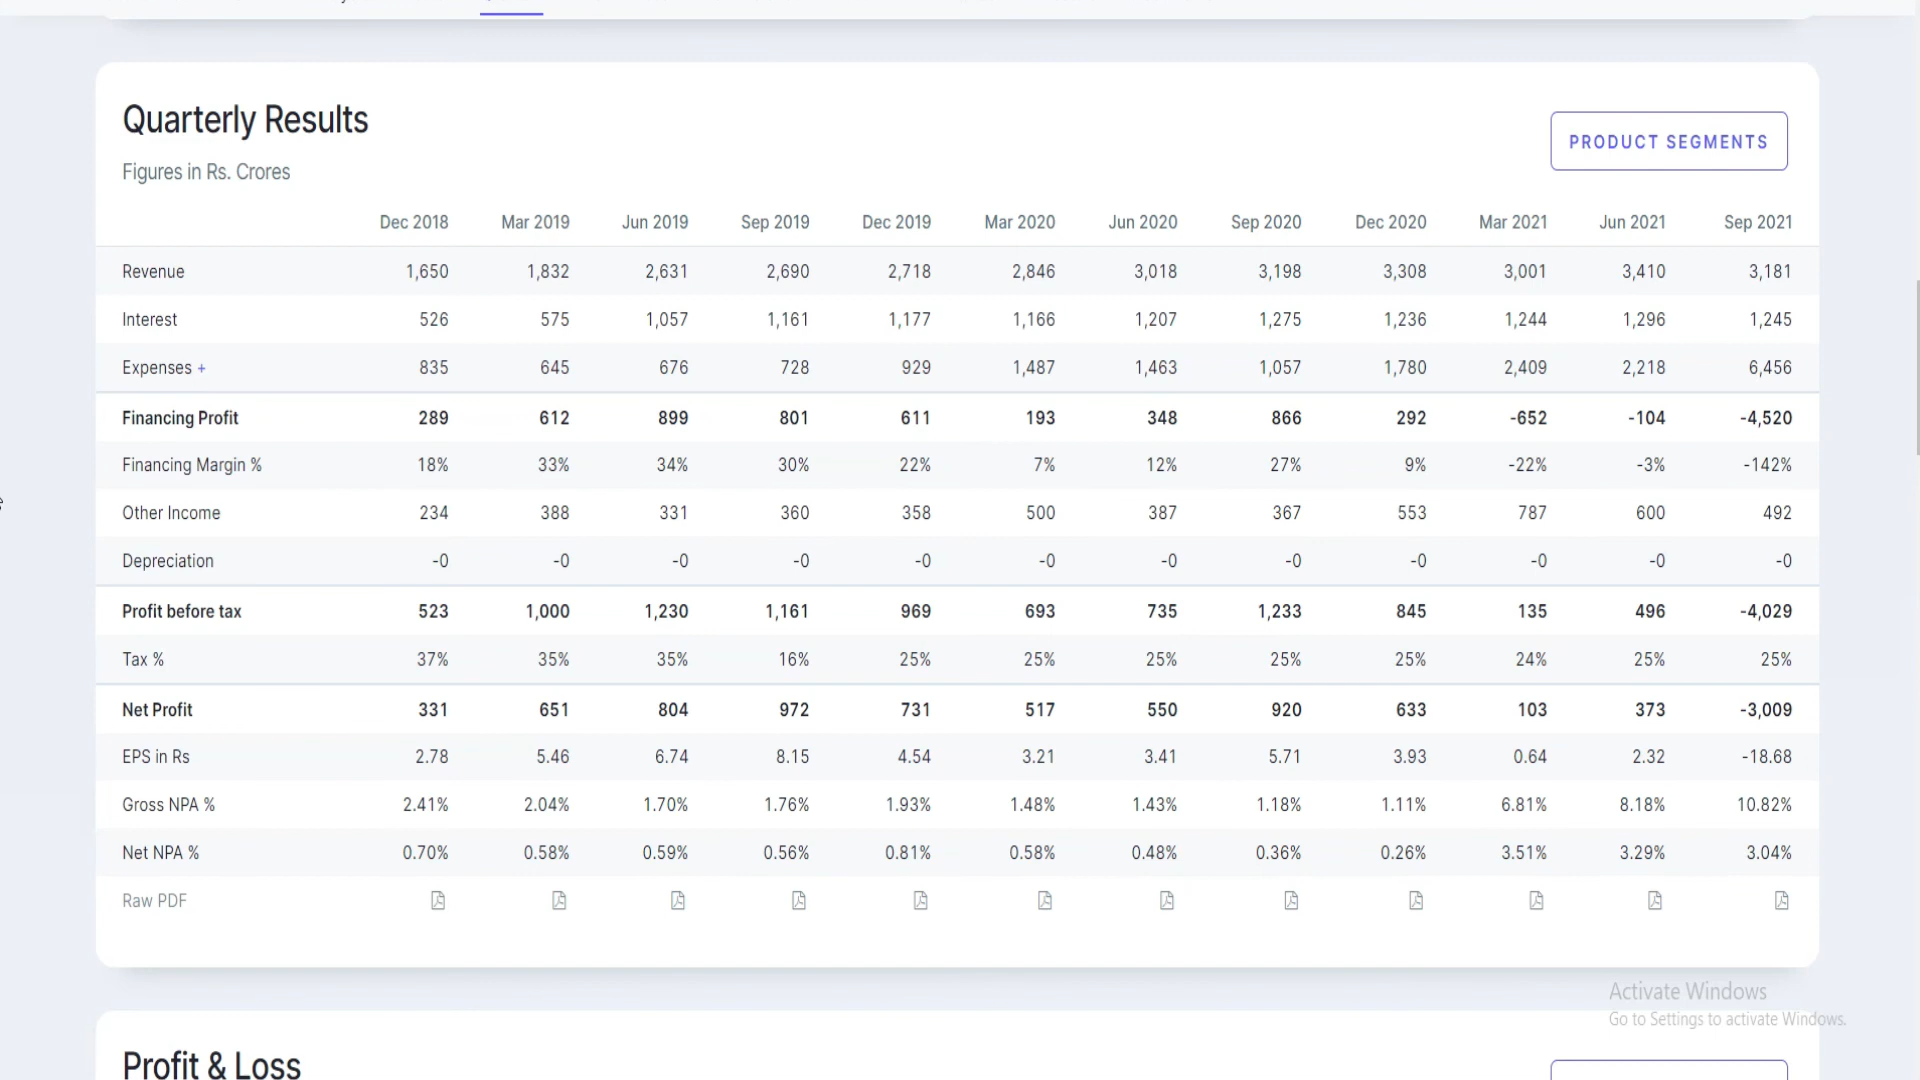 Quarterly Results
PRODUCT SEGMENTS
Figures in Rs. Crores
Dec 2018 Mar 2019 Jun 2019 Sep 2019 Dec 2019 Mar 2020 Jun 2020 Sep 2020 Dec 2020 Mar 2021 Jun 2021 Sep 2021
Revenue 1,650 1,832 2,631 2,690 2,718 2,846 3,018 3,198 3,308 3,001 3,410 3,181
Interest 526 575 1,057 1,161 1,177 1,166 1,207 1,275 1,236 1,244 1,296 1,245
Expenses + 835 645 676 728 929 1,487 1,463 1,057 1,780 2,409 2,218 6,456
Financing Profit 289 612 899 801 611 193 348 866 292 -652 -104 -4,520
Financing Margin % 18% 33% 34% 30% 22% 7% 12% 27% 9% -22% -3% -142%
Other Income 234 388 331 360 358 500 387 367 553 787 600 492
Depreciation -0 -0 -0 -0 -0 -0 -0 -0 -0 -0 -0 -0
Profit before tax 523 1,000 1,230 1,161 969 693 735 1,233 845 135 496 -4,029
Tax % 37% 35% 35% 16% 25% 25% 25% 25% 25% 24% 25% 25%
Net Profit 331 651 804 972 731 517 550 920 633 103 373 -3,009
EPS in Rs 2.78 5.46 6.74 8.15 4.54 3.21 3.41 5.71 3.93 0.64 2.32 -18.68
Gross NPA % 2.41% 2.04% 1.70% 1.76% 1.93% 1.48% 1.43% 1.18% 1.11% 6.81% 8.18% 10.82%
Net NPA % 0.70% 0.58% 0.59% 0.56% 0.81% 0.58% 0.48% 0.36% 0.26% 3.51% 3.29% 3.04%
Raw PDF
Activate Windows
Go to Settings to activate Windows.
Profit & Loss